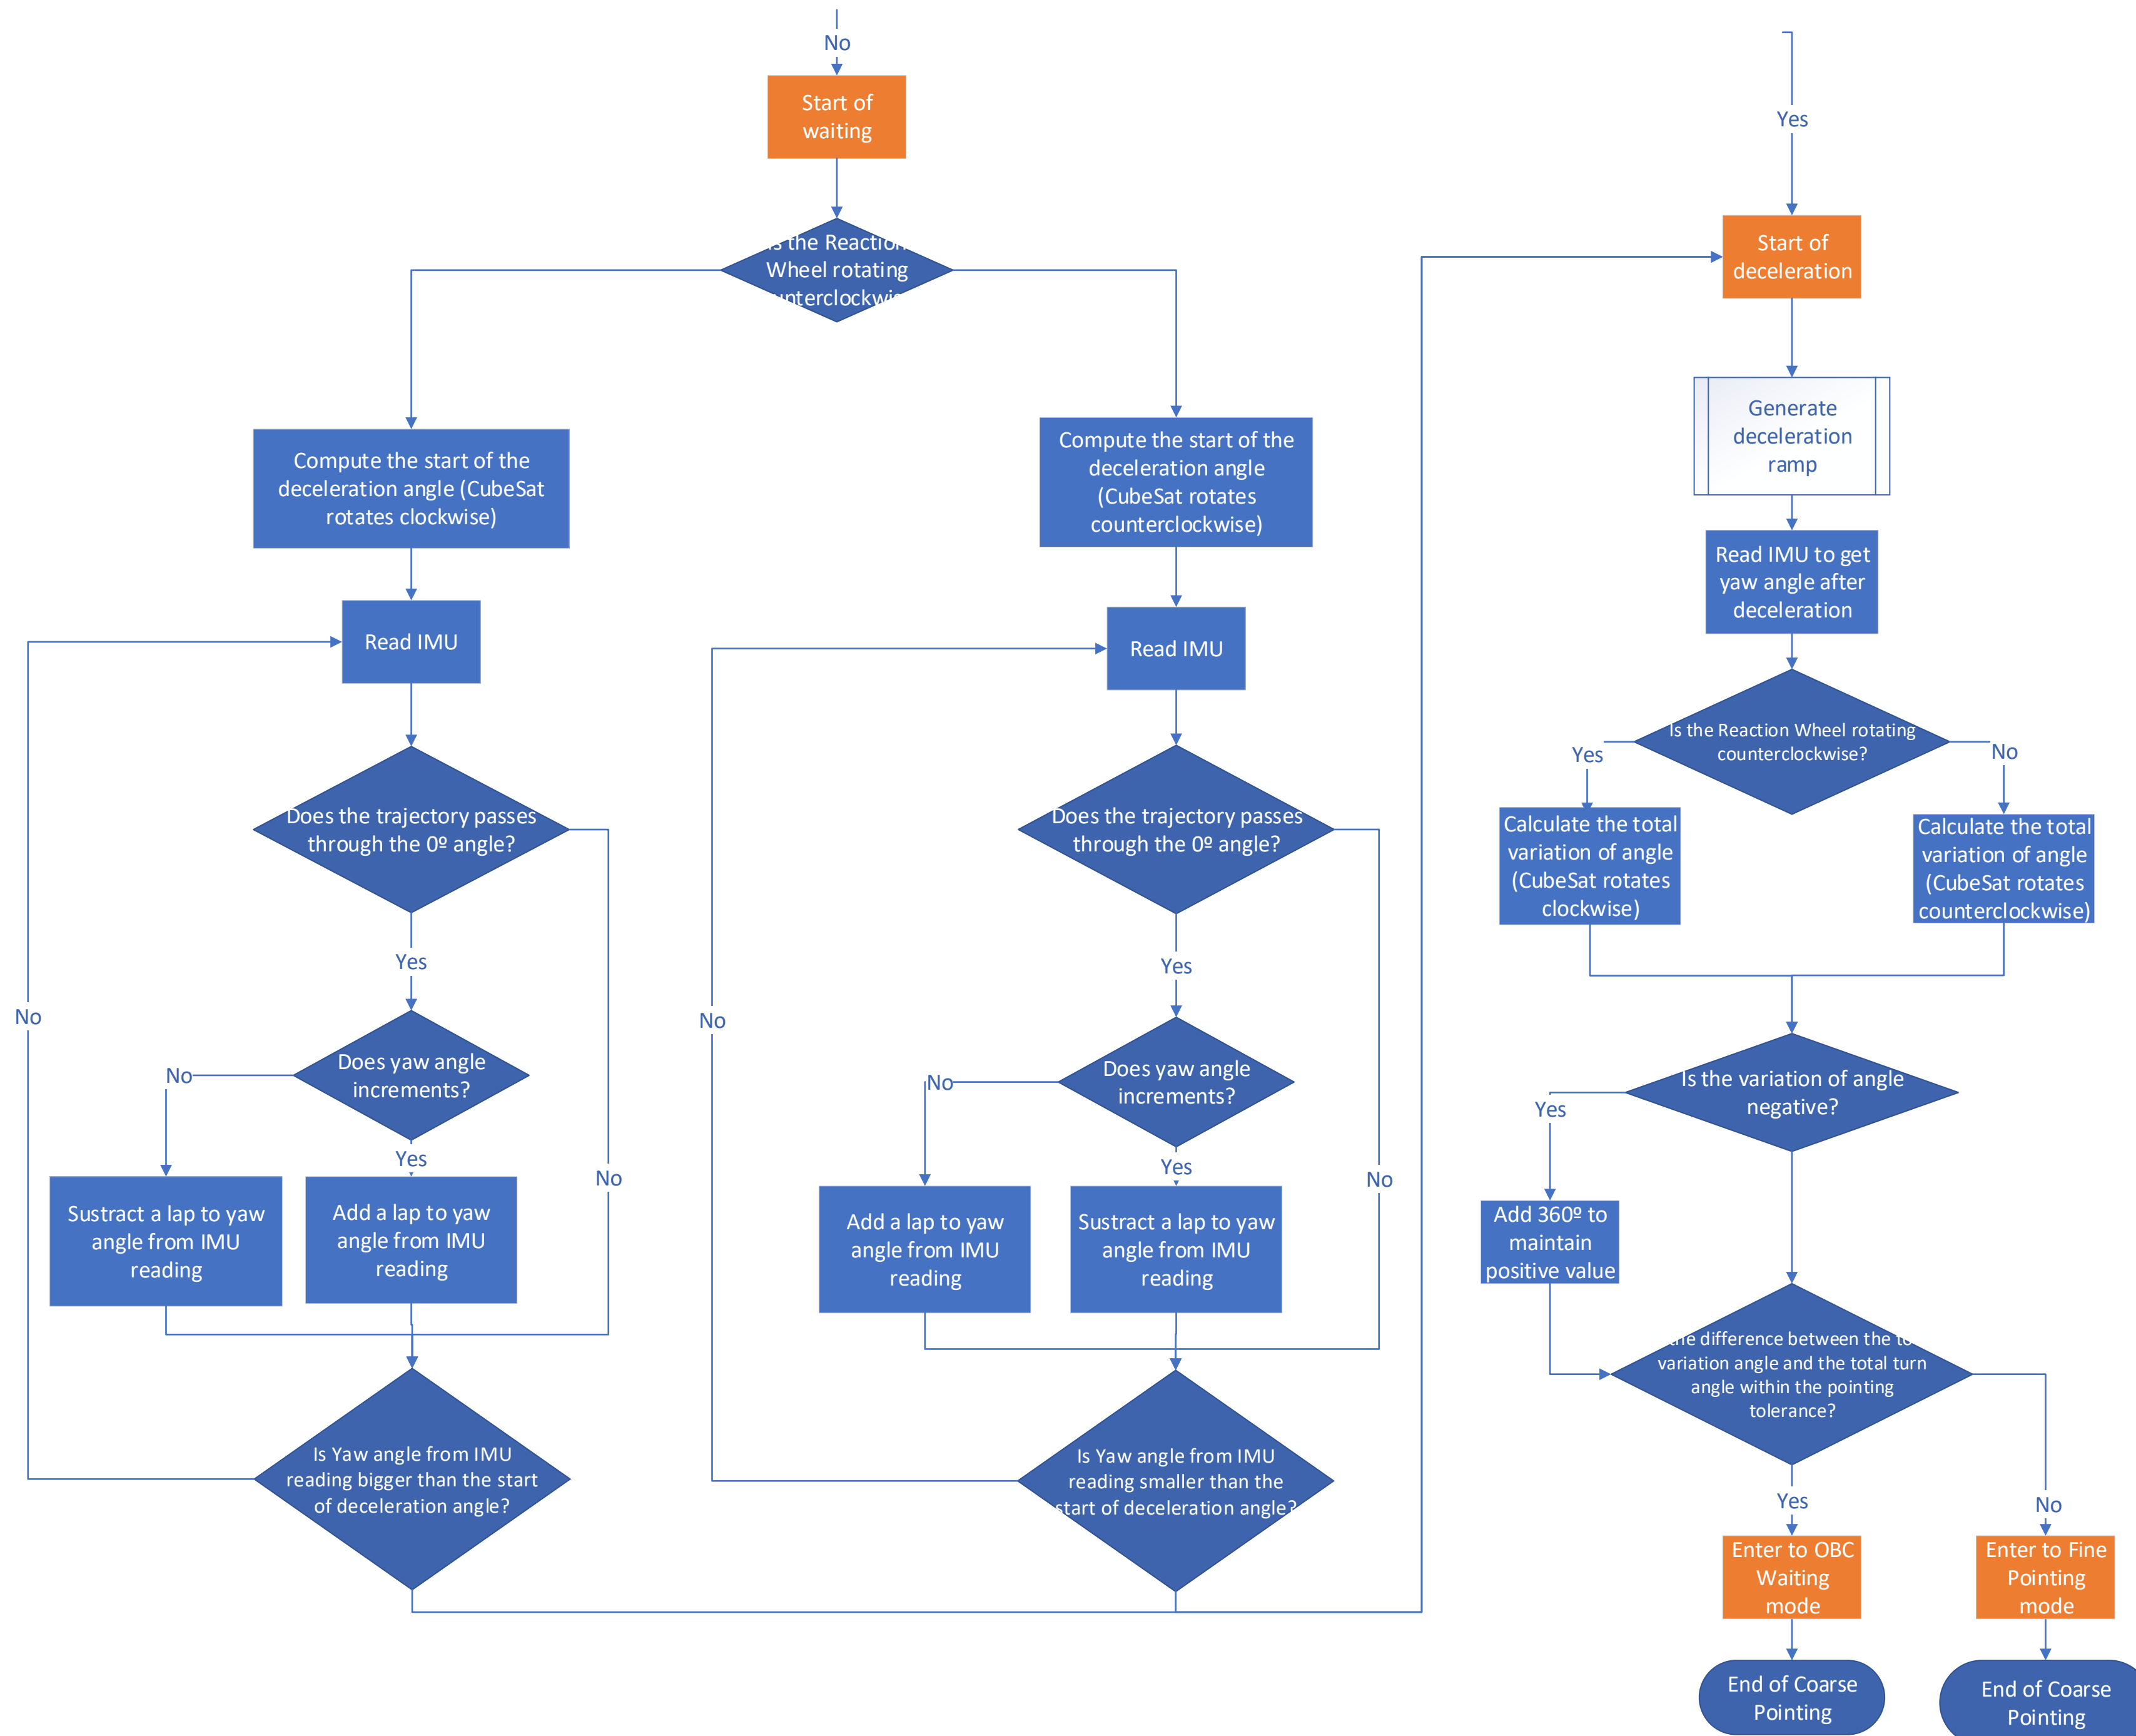 No
Start of
waiting
the Reaction
Wheel rotating
Compute the start of the
deceleration angle (CubeSat
rotates clockwise)
Read IMU
Does the trajectory passes
through the 0º angle?
Yes
Does yaw angle
increments?
No
Yes
No
No
Sustract a lap to yaw
angle from IMU
reading
Add a lap to yaw
angle from IMU
reading
Is Yaw angle from IMU
reading bigger than the start
of deceleration angle?
Compute the start of the
deceleration angle
(CubeSat rotates
counterclockwise)
Read IMU
Does the trajectory passes
through the 0º angle?
Yes
No
Does yaw angle
increments?
No
Yes
No
Add a lap to yaw
angle from IMU
reading
Sustract a lap to yaw
angle from IMU
reading
Is Yaw angle from IMU
reading smaller than the
start of deceleration angle?
Yes
Start of
deceleration
Generate
deceleration
ramp
Read IMU to get
yaw angle after
deceleration
Is the Reaction Wheel rotating
counterclockwise?
Yes
No
Calculate the total
variation of angle
(CubeSat rotates
clockwise)
Calculate the total
variation of angle
(CubeSat rotates
counterclockwise)
Is the variation of angle
negative?
Yes
Add 360º to
maintain
positive value
difference between the
variation angle and the total turn
angle within the pointing
tolerance?
Yes
No
Enter to OBC
Waiting
mode
Enter to Fine
Pointing
mode
End of Coarse
Pointing
End of Coarse
Pointing